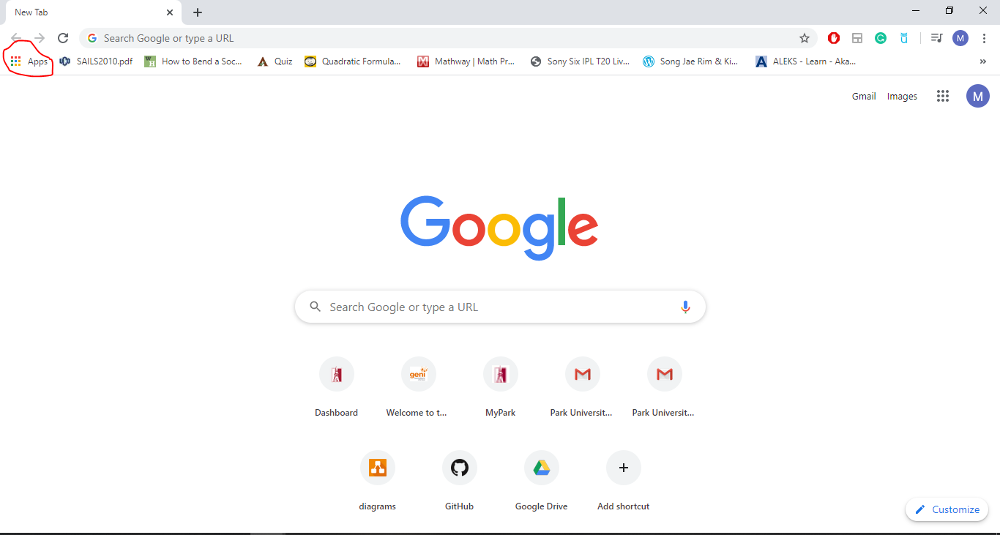 New Tab
Search Google or type a URL
M
Apps
SAILS2010.pdf
How to Bend a Soc...
Quiz
Quadratic Formula...
Mathway | Math Pr...
Sony Six IPL T20 Liv...
Song Jae Rim & Ki...
ALEKS - Learn - Aka...
»
Gmail
Images
M
Google
Search Google or type a URL
geni
Dashboard
Welcome to t...
MyPark
Park Universit...
Park Universit...
diagrams
GitHub
Google Drive
Add shortcut
Customize